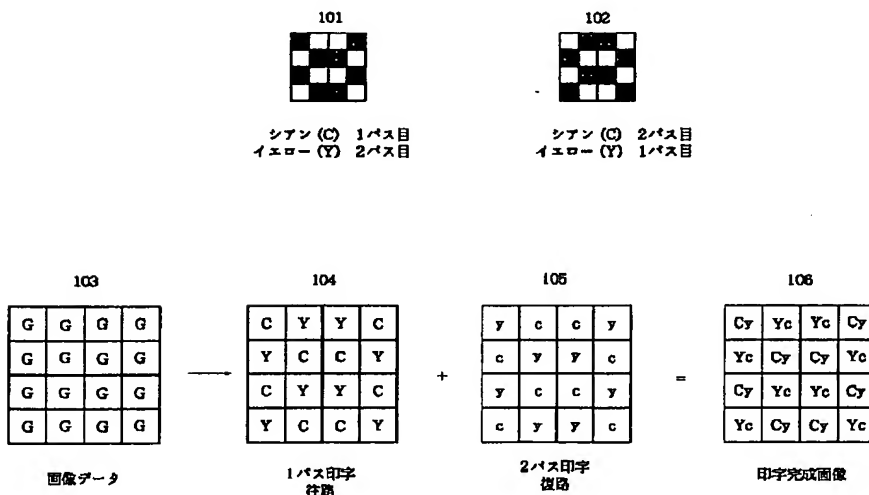 101
102
シアン(C) 1パス目
イエロー(Y) 2パス目
シアン(C) 2パス目
イエロー(Y) 1パス目
103
104
105
106
G G G G
G G G G
G G G G
G G G G
C Y Y C
Y C C Y
C Y Y C
Y C C Y
+
y c c y
c y y c
y c c y
c y y c
=
Cy Yc Yc Cy
Yc Cy Cy Yc
Cy Yc Yc Cy
Yc Cy Cy Yc
画像データ
1パス印字
往路
2パス印字
復路
印字完成画像